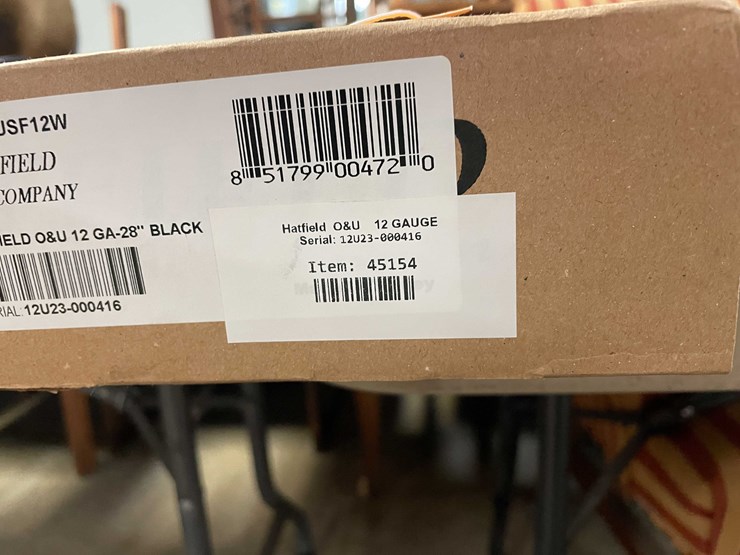 JSF12W
FIELD
COMPANY
IELD O&U 12 GA-28" BLACK
RIAL:12U23-000416
8 51799 00472 0
Hatfield O&U 12 GAUGE
Serial: 12U23-000416
Item: 45154